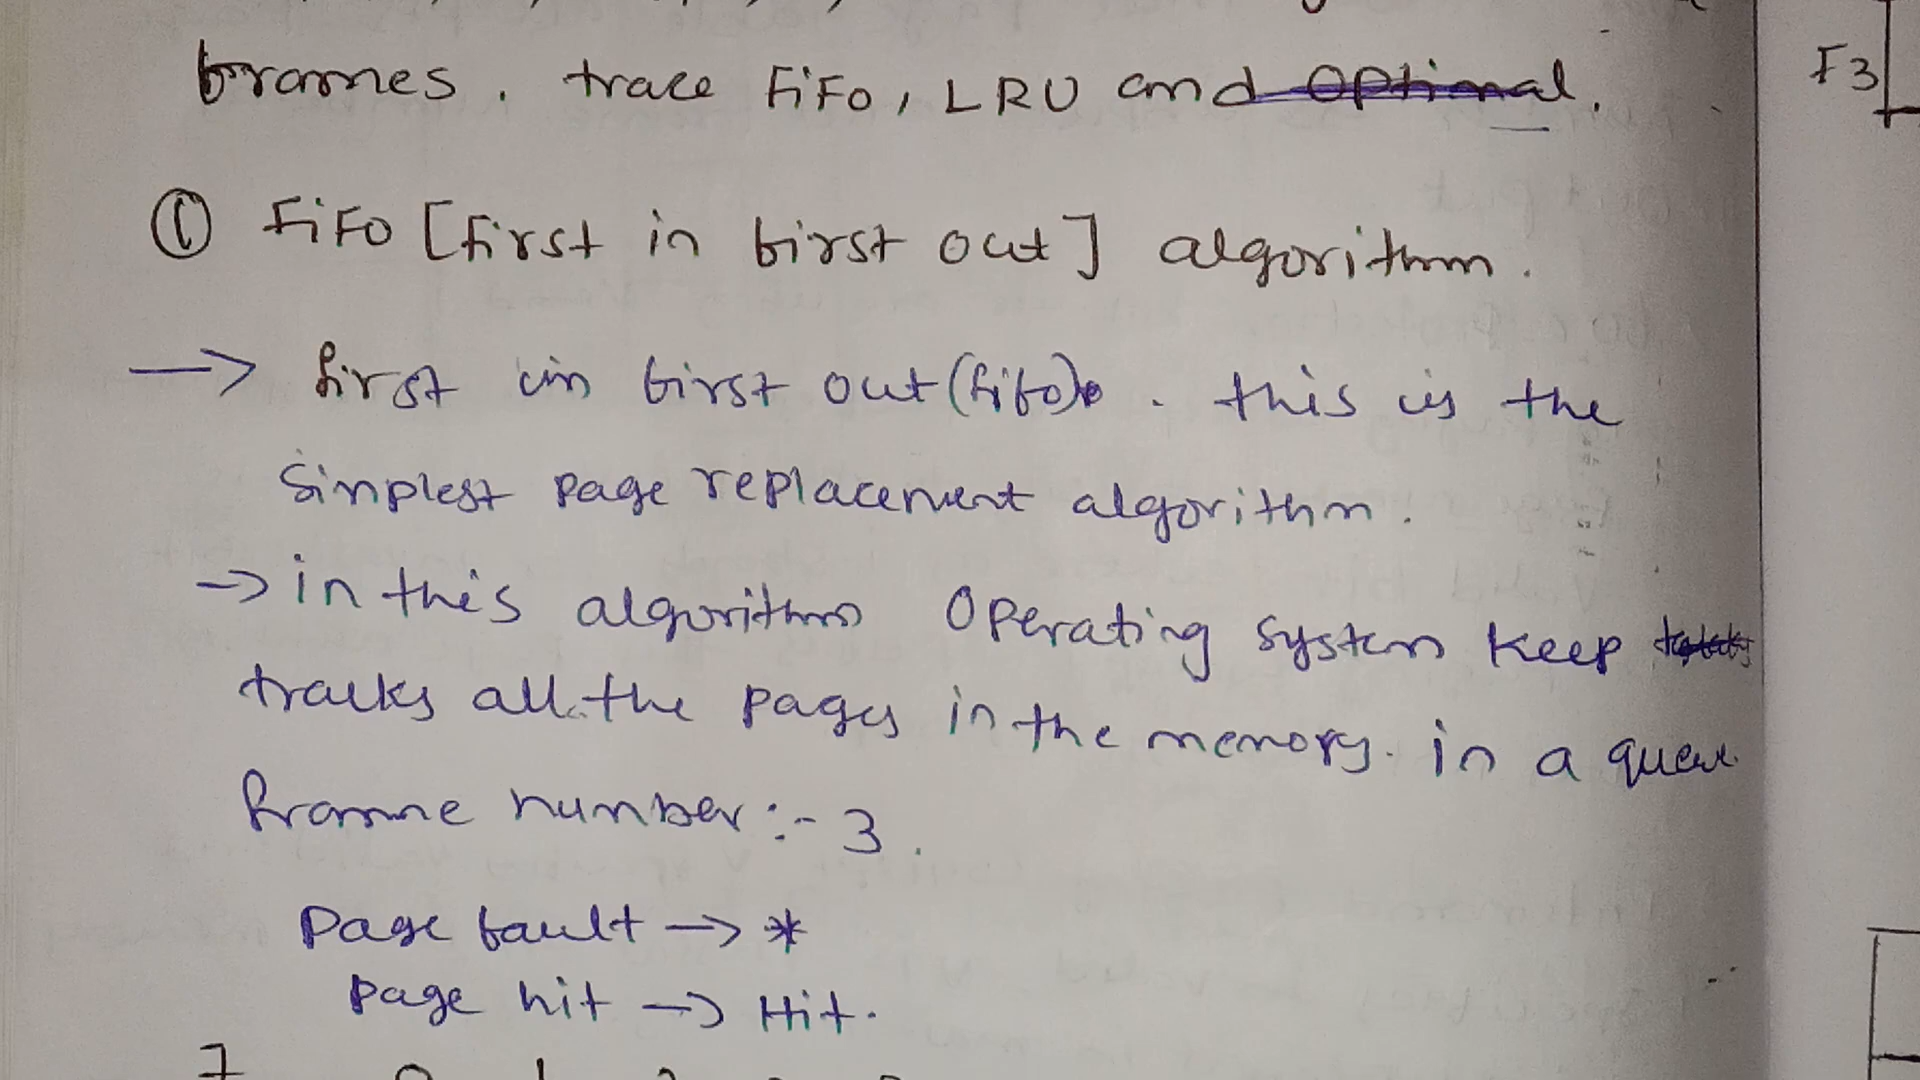 frames. trace FiFo, LRU and Optimal.
F3
① FiFo [First in first out] algorithm.
→ first in first out (fifo). this is the
simplest page replacement algorithm.
→ in this algorithm Operating system keep
tracks all the pages in the memory. in a queue
frame number :- 3.
Page fault → *
page hit → Hit.
7